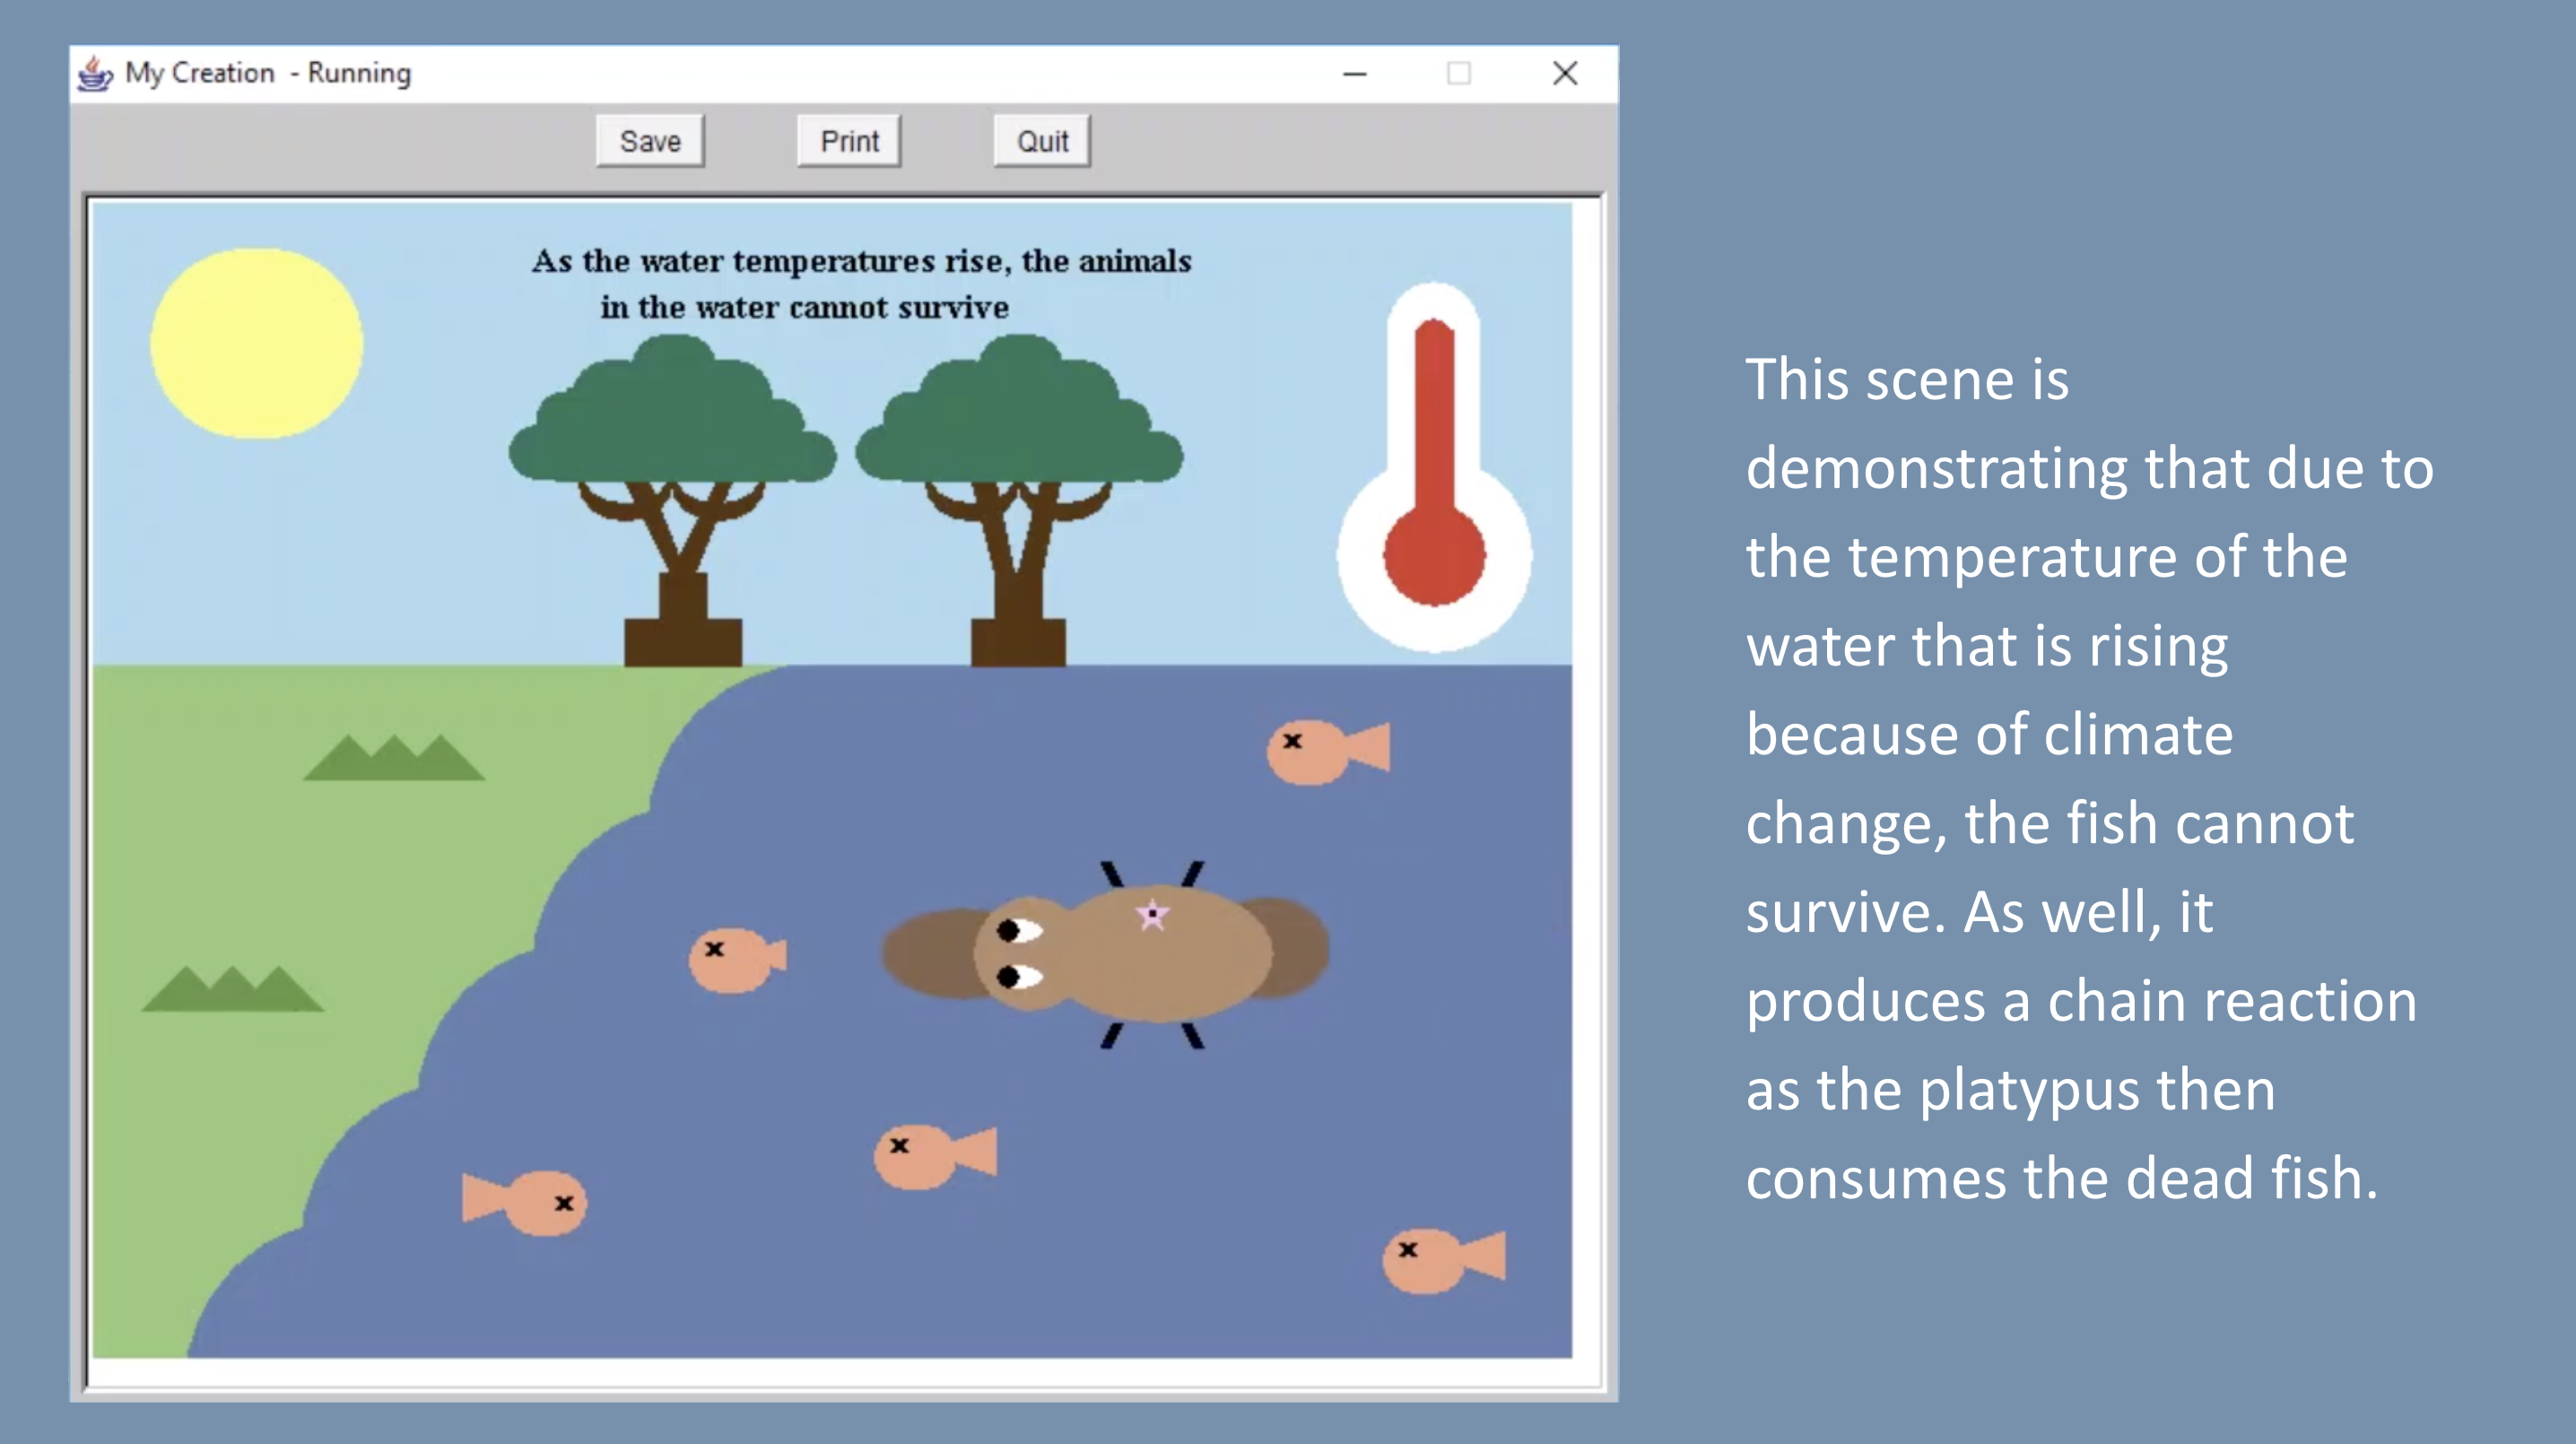 My Creation - Running
Save Print Quit
As the water temperatures rise, the animals
in the water cannot survive
This scene is
demonstrating that due to
the temperature of the
water that is rising
because of climate
change, the fish cannot
survive. As well, it
produces a chain reaction
as the platypus then
consumes the dead fish.